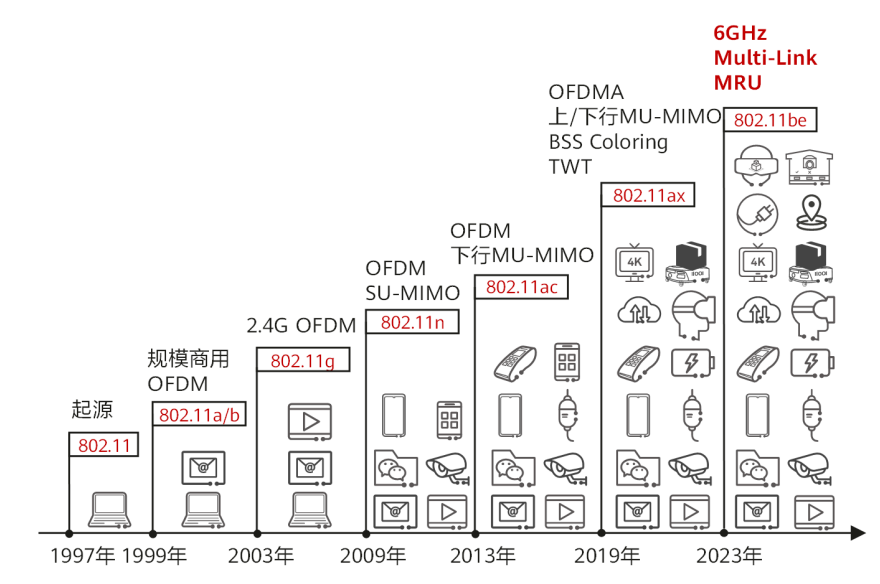 6GHz
Multi-Link
MRU
802.11be
OFDMA
上/下行MU-MIMO
BSS Coloring
TWT
802.11ax
OFDM
下行MU-MIMO
802.11ac
OFDM
SU-MIMO
802.11n
2.4G OFDM
802.11g
规模商用
OFDM
802.11a/b
起源
802.11
4K
4K
@
@
@
@
@
@
1997年
1999年
2003年
2009年
2013年
2019年
2023年